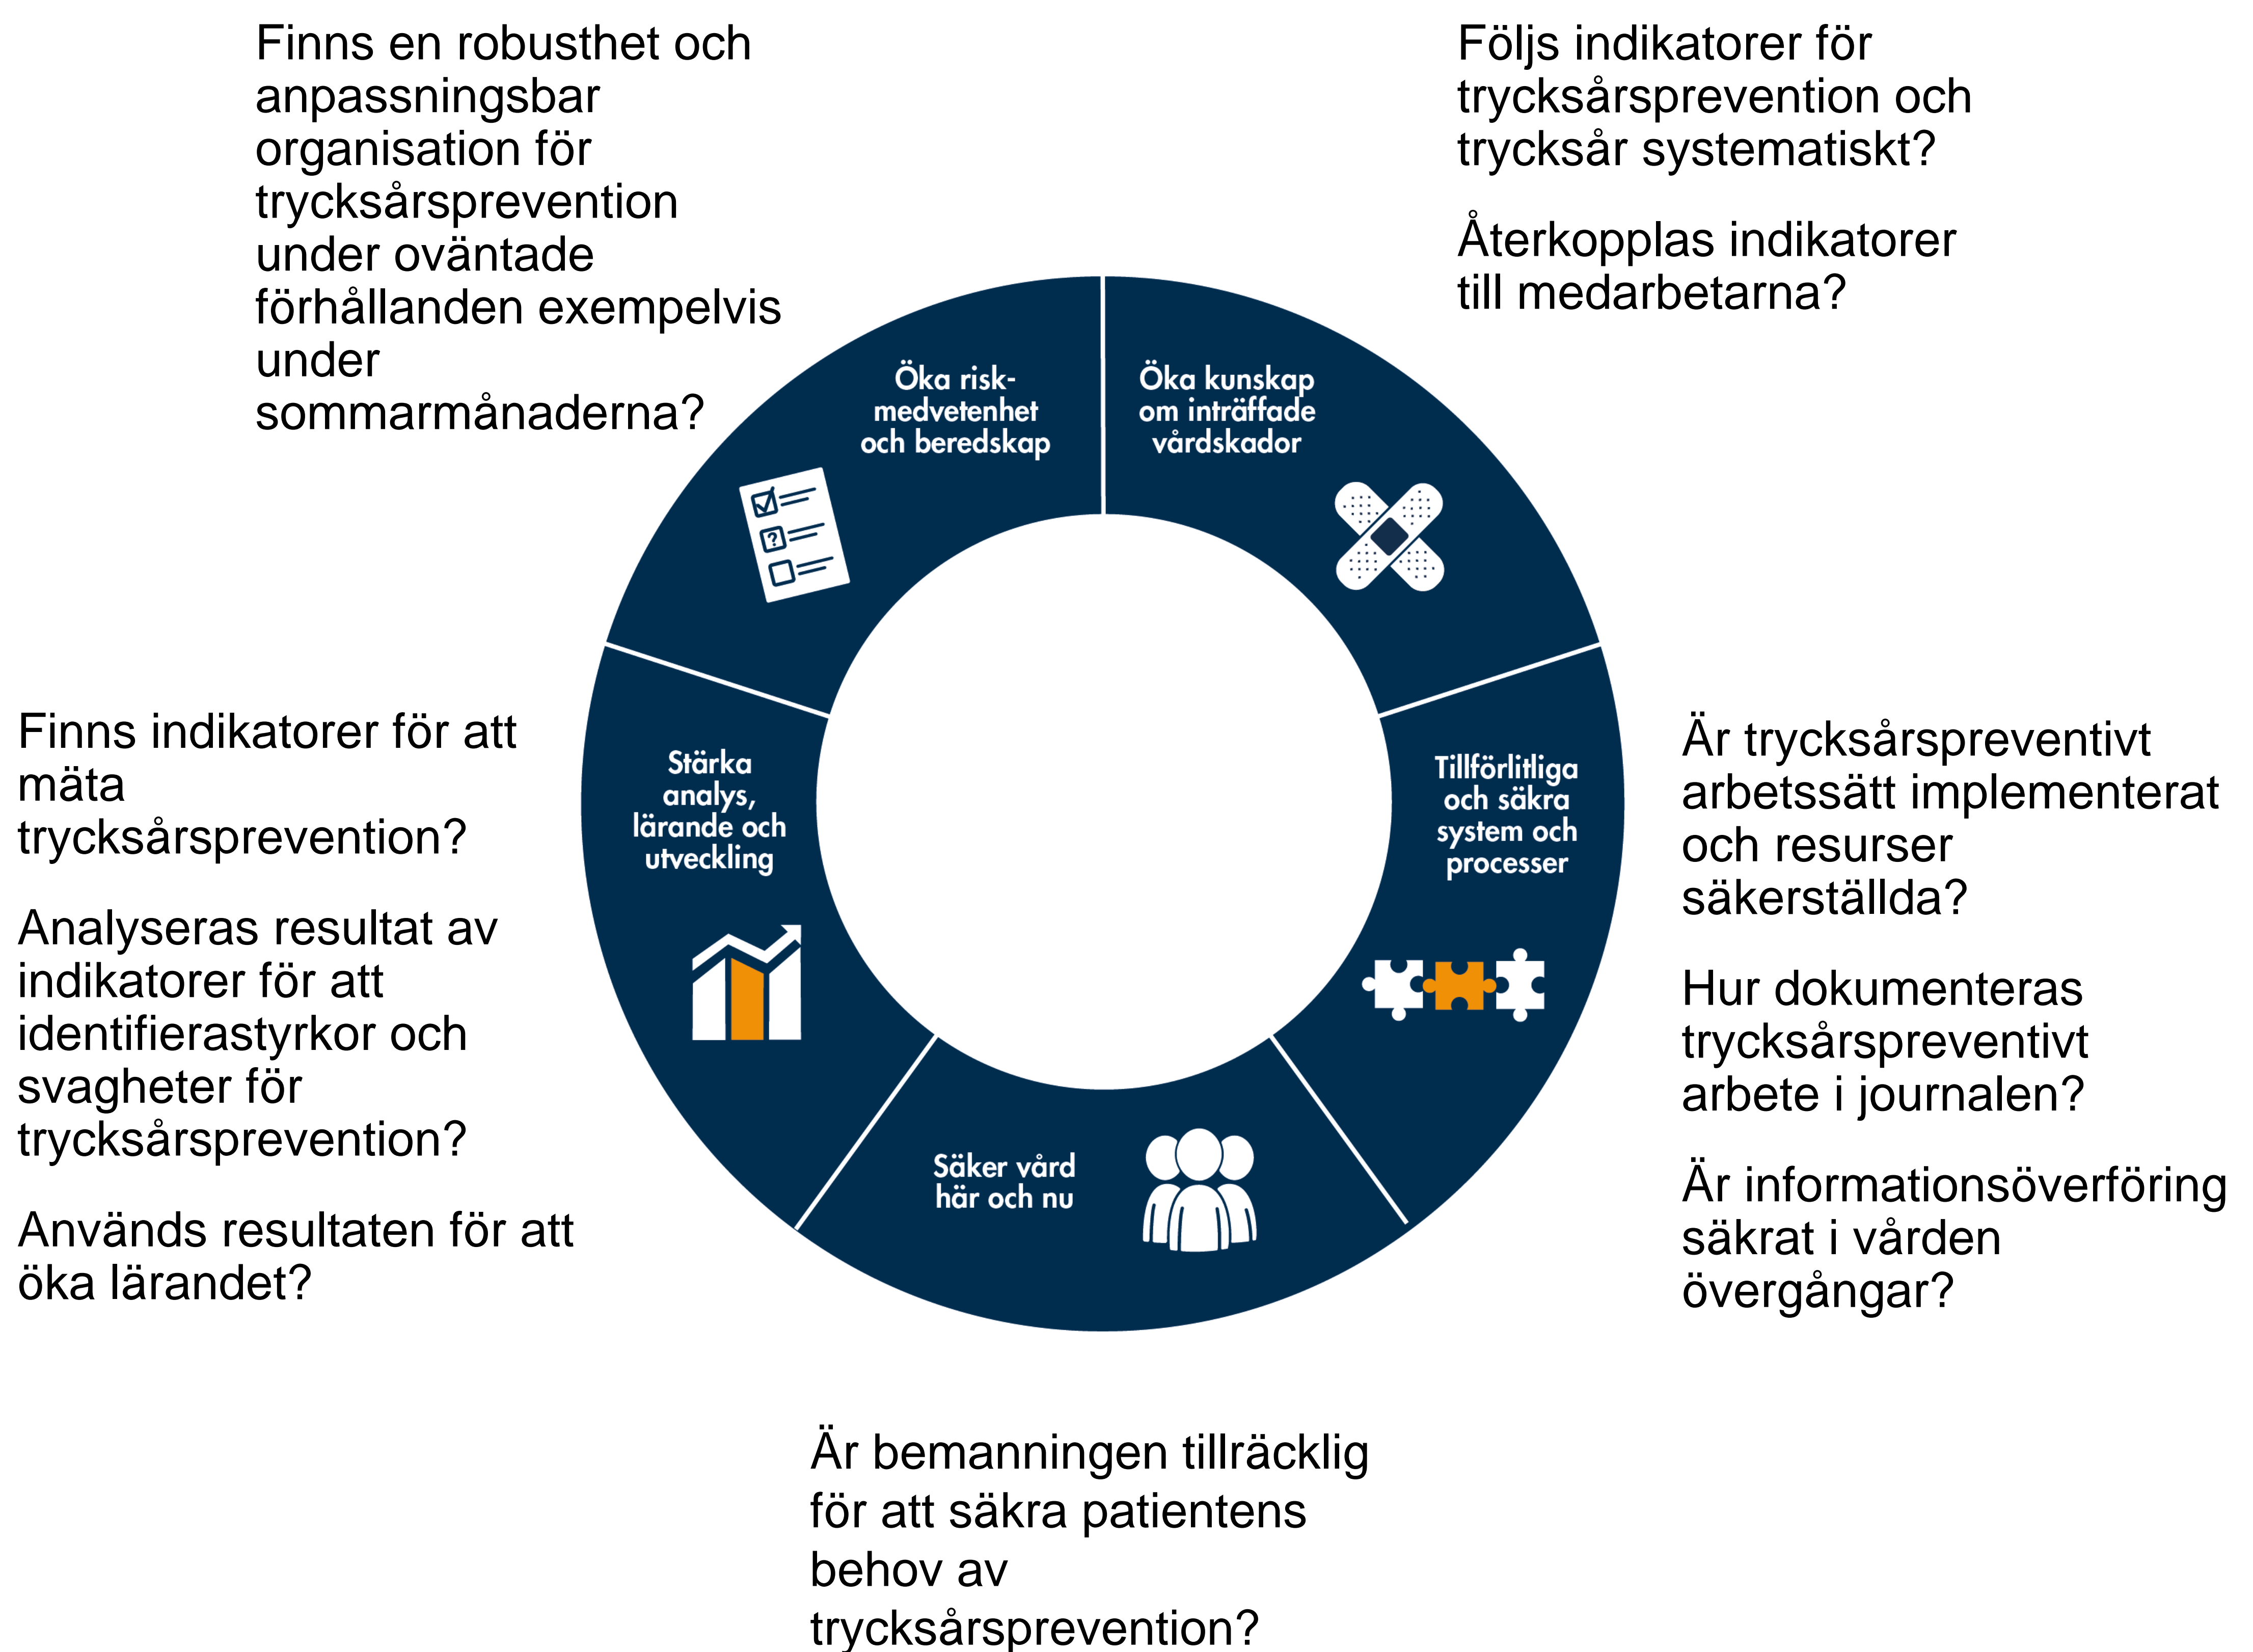 Finns en robusthet och
anpassningsbar
organisation för
trycksårsprevention
under oväntade
förhållanden exempelvis
under
sommarmånaderna?
Följs indikatorer för
trycksårsprevention och
trycksår systematiskt?
Återkopplas indikatorer
till medarbetarna?
Öka risk-
medvetenhet
och beredskap
Öka kunskap
om inträffade
vårdskador
?
Finns indikatorer för att
mäta
trycksårsprevention?
Analyseras resultat av
indikatorer för att
identifierastyrkor och
svagheter för
trycksårsprevention?
Används resultaten för att
öka lärandet?
Stärka
analys,
lärande och
utveckling
Tillförlitliga
och säkra
system och
processer
Är trycksårspreventivt
arbetssätt implementerat
och resurser
säkerställda?
Hur dokumenteras
trycksårspreventivt
arbete i journalen?
Är informationsöverföring
säkrat i vården
övergångar?
Säker vård
här och nu
Är bemanningen tillräcklig
för att säkra patientens
behov av
trycksårsprevention?